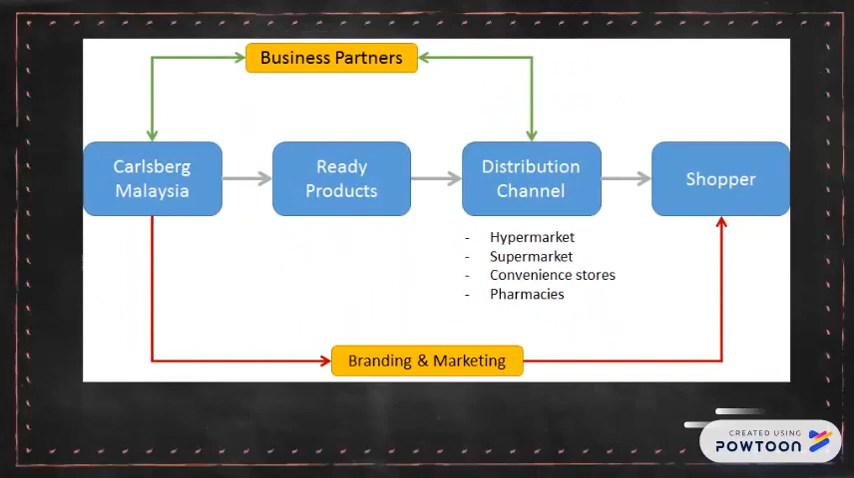 Business Partners
Carlsberg
Malaysia
Ready
Products
Distribution
Channel
Shopper
- Hypermarket
- Supermarket
- Convenience stores
- Pharmacies
Branding & Marketing
CREATED USING
POWTOON